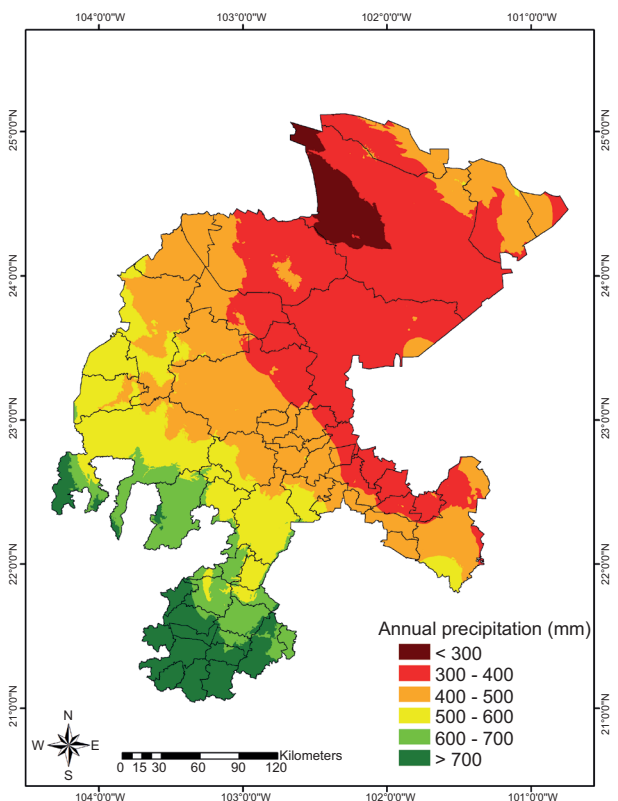 104°0'0"W 103°0'0"W 102°0'0"W 101°0'0"W
25°0'0"N 25°0'0"N
24°0'0"N 24°0'0"N
23°0'0"N 23°0'0"N
22°0'0"N 22°0'0"N
21°0'0"N 21°0'0"N
Annual precipitation (mm)
< 300
300 - 400
400 - 500
500 - 600
600 - 700
> 700
N
W E
S
Kilometers
0 15 30 60 90 120
104°0'0"W 103°0'0"W 102°0'0"W 101°0'0"W